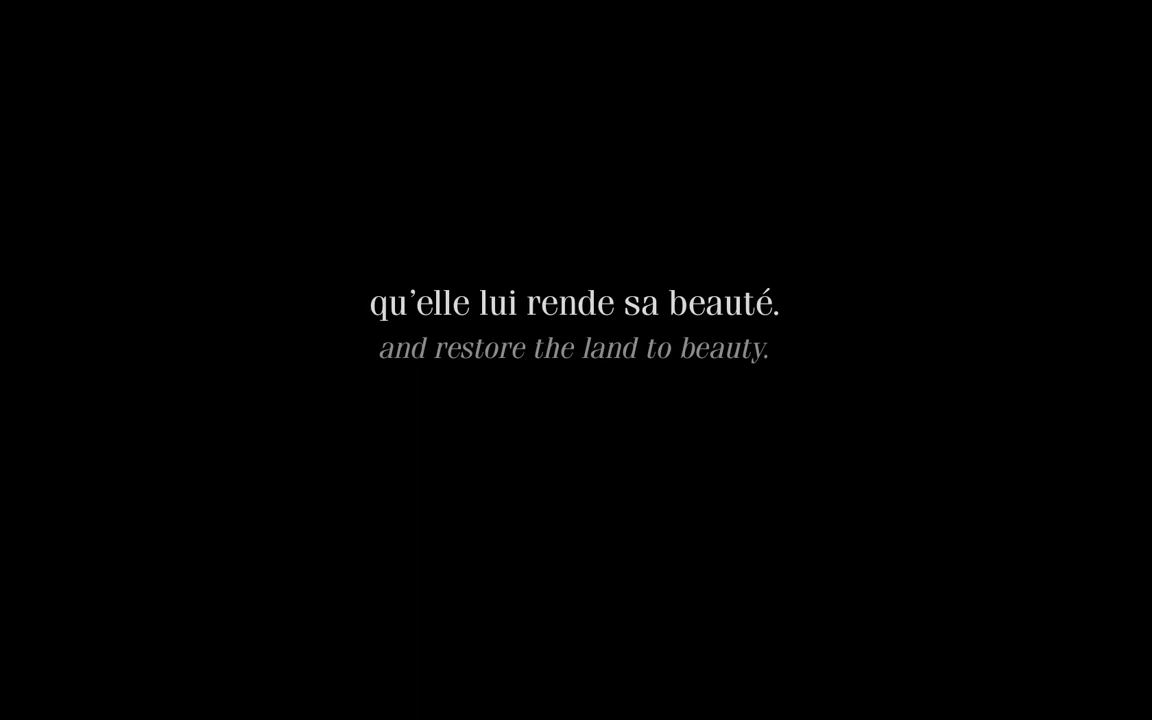 qu’elle lui rende sa beauté.
and restore the land to beauty.